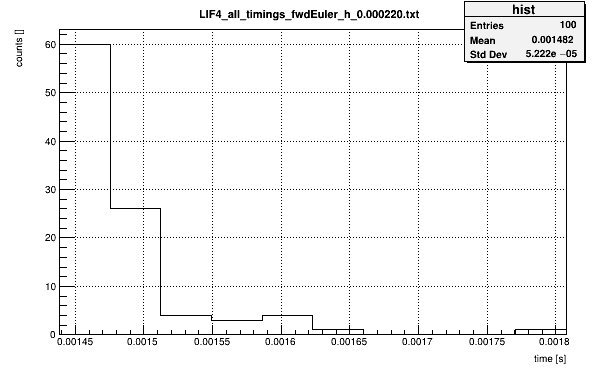 LIF4_all_timings_fwdEuler_h_0.000220.txt
hist
Entries 100
Mean 0.001482
Std Dev 5.222e −05
counts []
60
50
40
30
20
10
0
0.00145 0.0015 0.00155 0.0016 0.00165 0.0017 0.00175 0.0018
time [s]